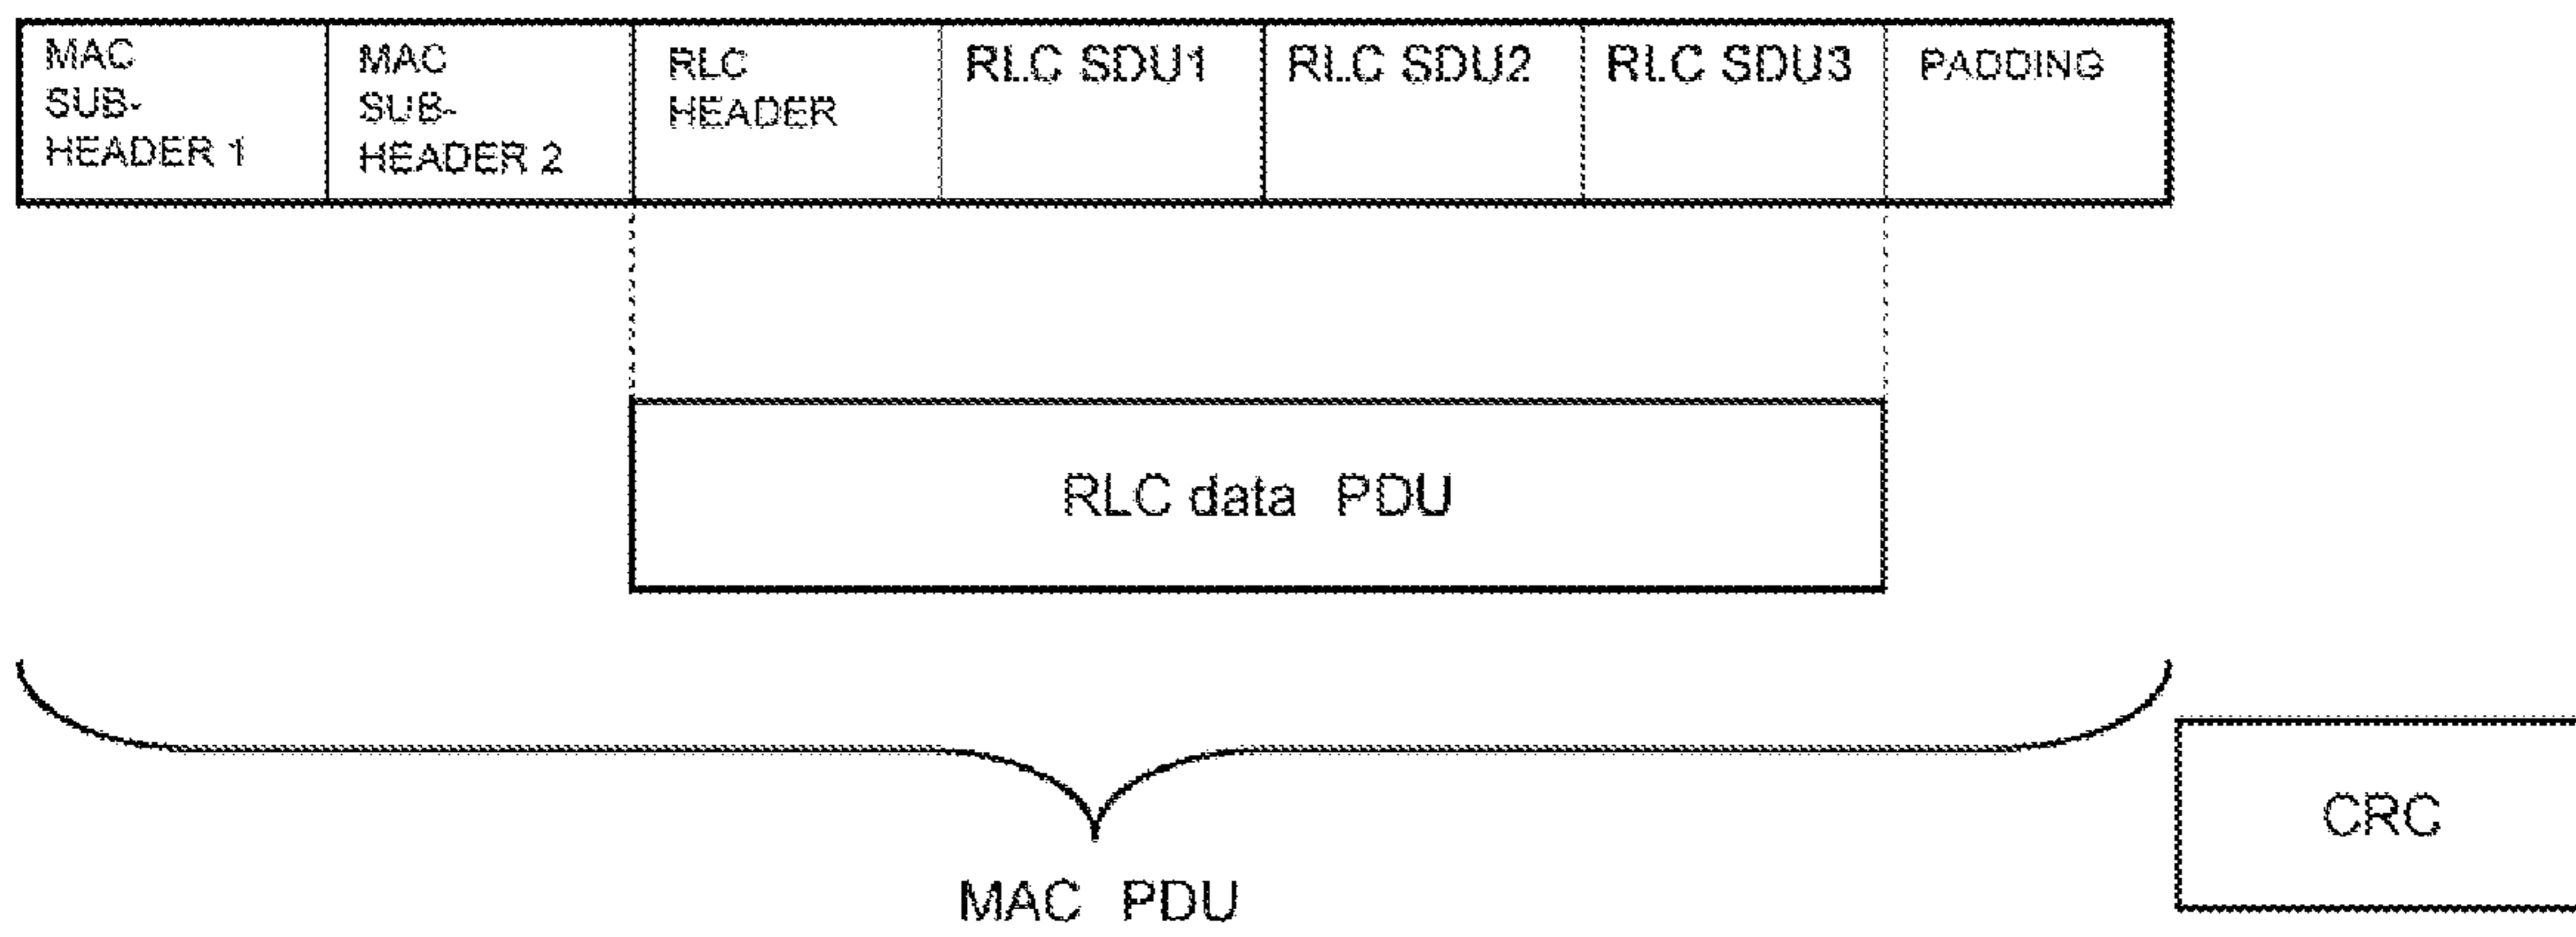 MAC
SUB-
HEADER 1
MAC
SUB-
HEADER 2
RLC
HEADER
RLC SDU1
RLC SDU2
RLC SDU3
PADDING
RLC data PDU
MAC PDU
CRC